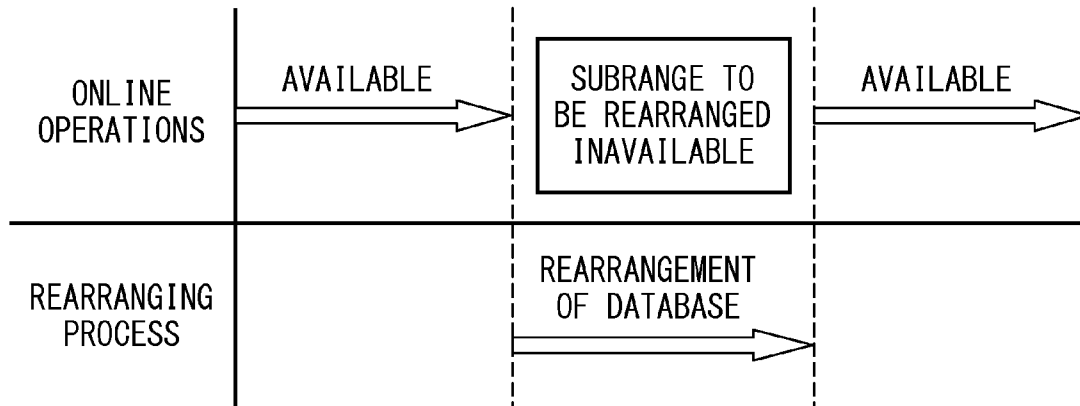 ONLINE
OPERATIONS
AVAILABLE
SUBRANGE TO
BE REARRANGED
INAVAILABLE
AVAILABLE
REARRANGING
PROCESS
REARRANGEMENT
OF DATABASE